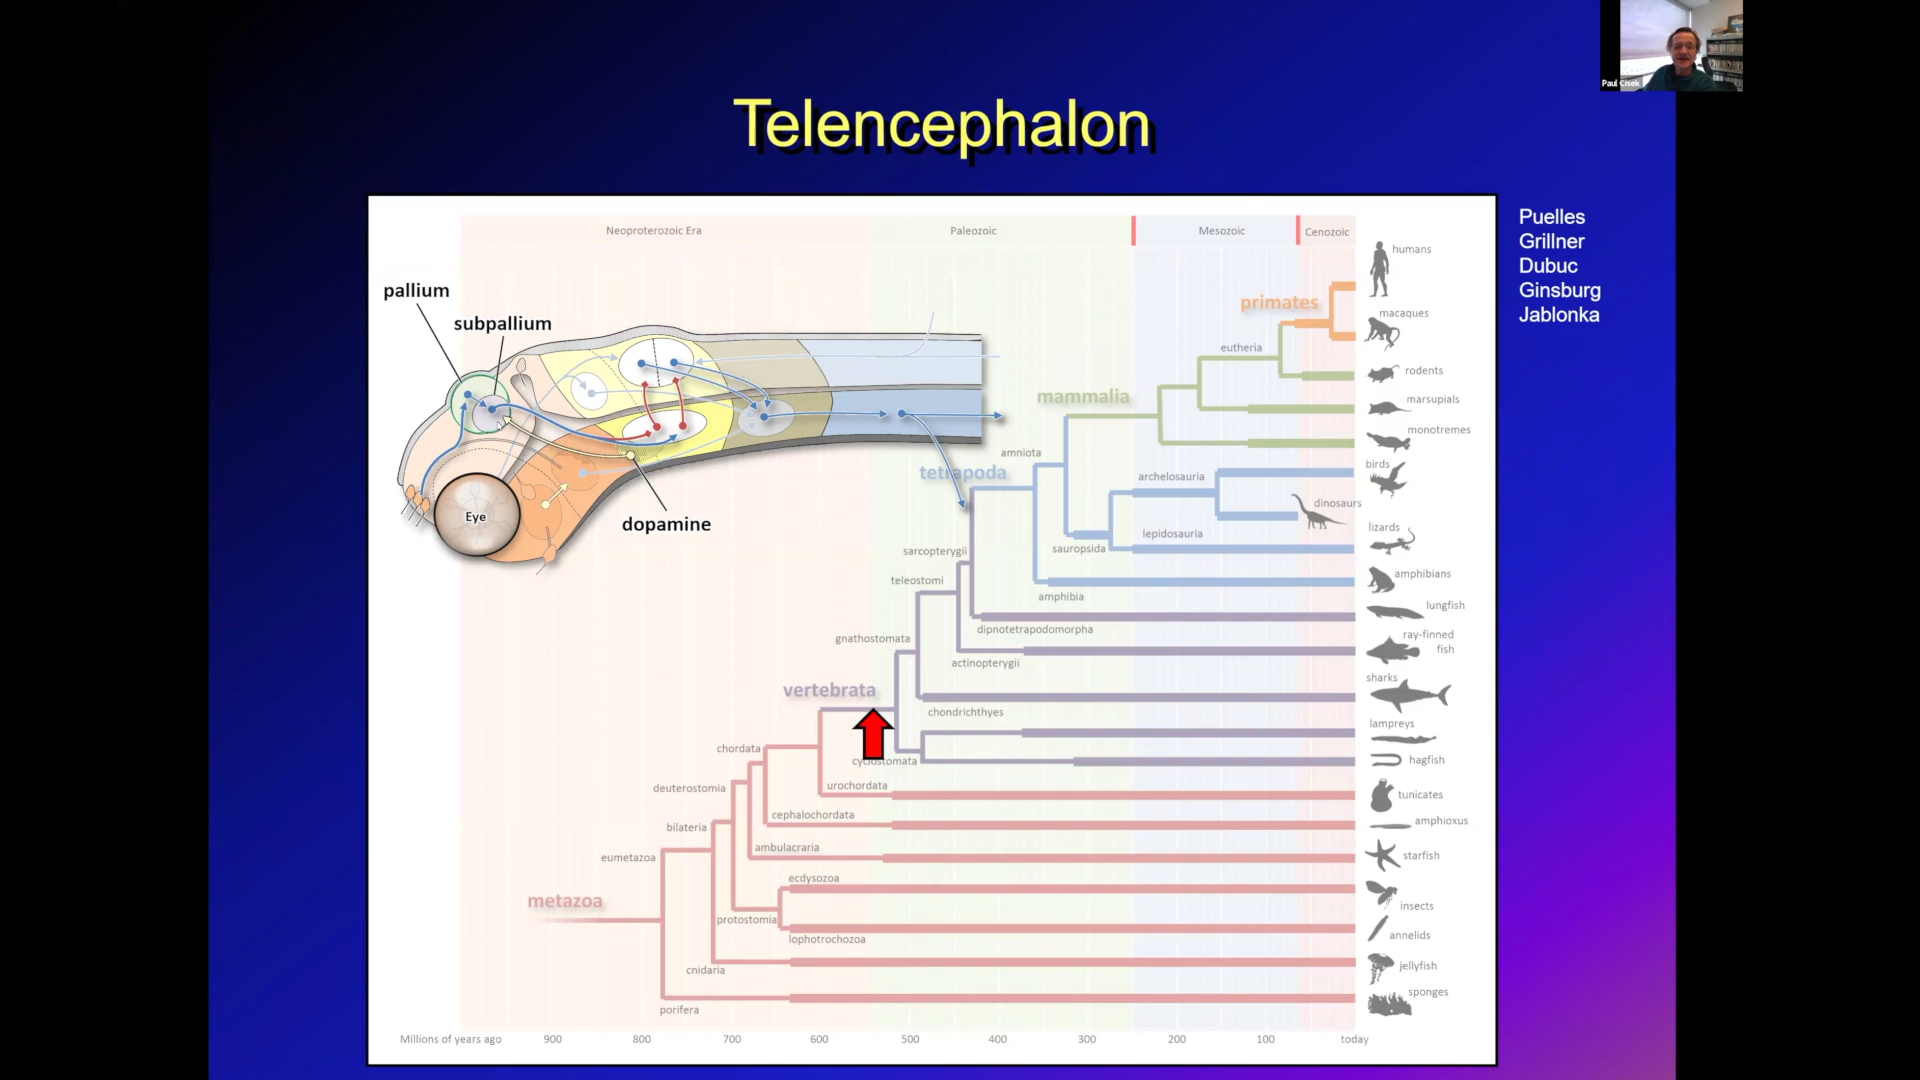 Paul Cisek
Telencephalon
Puelles
Grillner
Dubuc
Ginsburg
Jablonka
Neoproterozoic Era
Paleozoic
Mesozoic
Cenozoic
pallium
subpallium
Eye
dopamine
humans
primates
macaques
eutheria
rodents
mammalia
marsupials
monotremes
amniota
birds
tetrapoda
archelosauria
dinosaurs
lizards
lepidosauria
sauropsida
sarcopterygii
teleostomi
amphibians
amphibia
lungfish
dipnotetrapodomorpha
gnathostomata
ray-finned
fish
actinopterygii
sharks
vertebrata
chondrichthyes
lampreys
chordata
cyclostomata
hagfish
urochordata
deuterostomia
tunicates
cephalochordata
amphioxus
bilateria
ambulacraria
eumetazoa
starfish
ecdysozoa
metazoa
insects
protostomia
lophotrochozoa
annelids
cnidaria
jellyfish
sponges
porifera
Millions of years ago 900 800 700 600 500 400 300 200 100 today